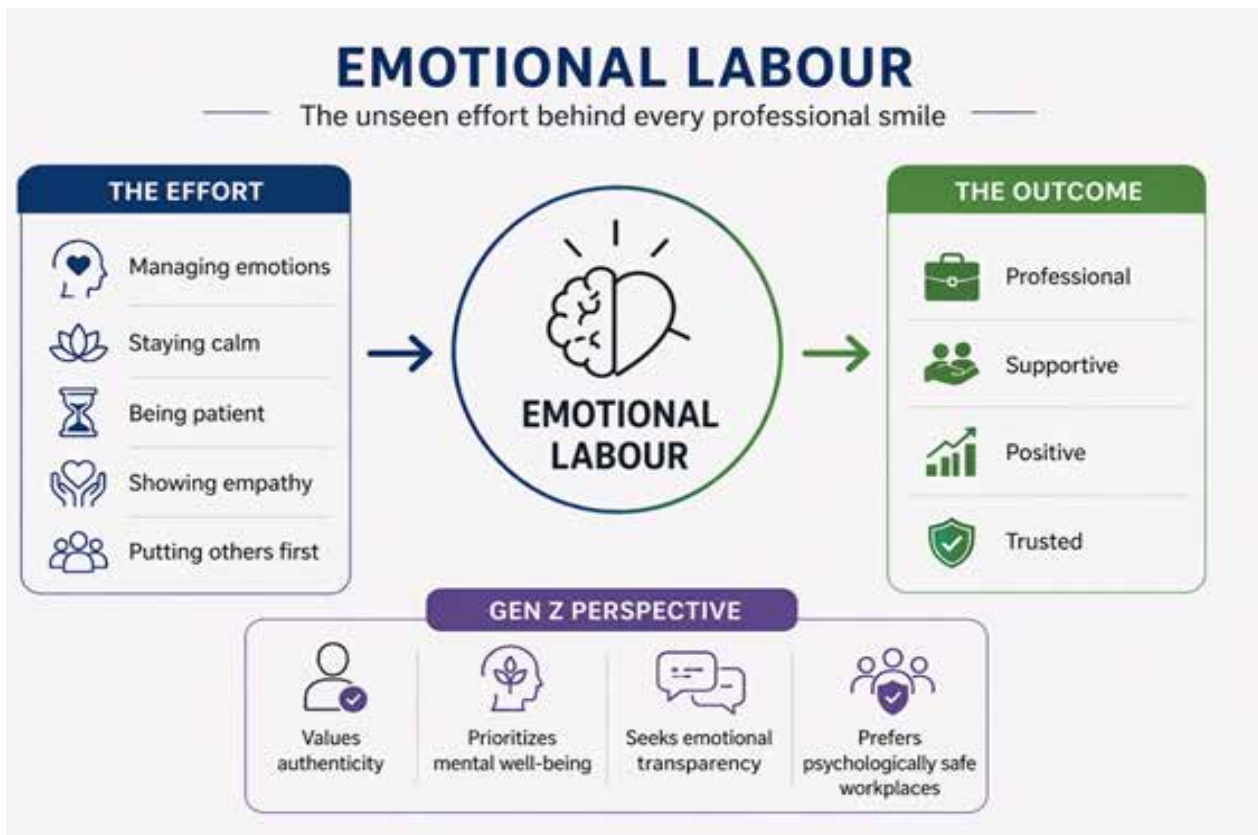 EMOTIONAL LABOUR
The unseen effort behind every professional smile
THE EFFORT
Managing emotions
Staying calm
Being patient
Showing empathy
Putting others first
EMOTIONAL
LABOUR
THE OUTCOME
Professional
Supportive
Positive
Trusted
GEN Z PERSPECTIVE
Values
authenticity
Prioritizes
mental well-being
Seeks emotional
transparency
Prefers
psychologically safe
workplaces